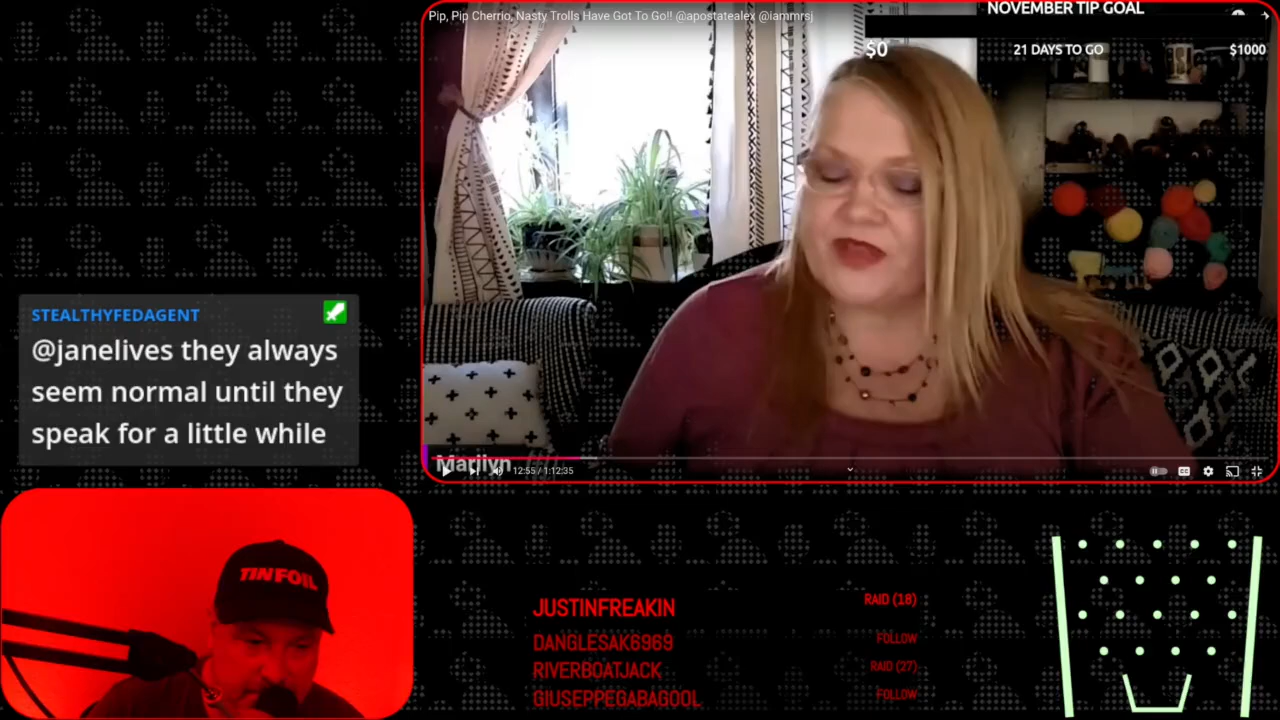 Pip, Pip Cherrio, Nasty Trolls Have Got To Go!! @apostatealex @iammrsj
NOVEMBER TIP GOAL
$0
21 DAYS TO GO
$1000
STEALTHYFEDAGENT
@janelives they always
seem normal until they
speak for a little while
Marilyn
12:55 / 1:12:35
CC
TINFOIL
JUSTINFREAKIN
RAID (18)
DANGLESAK6969
FOLLOW
RIVERBOATJACK
RAID (27)
GIUSEPPEGABAGOOL
FOLLOW